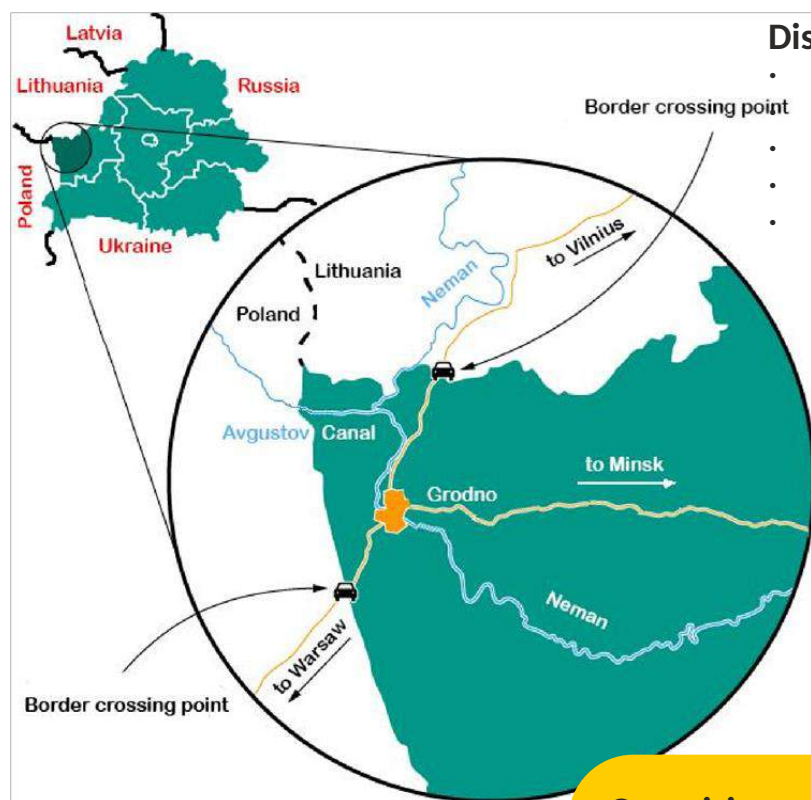 Latvia
Lithuania
Russia
Poland
Ukraine
Border crossing point
to Vilnius
Neman
Lithuania
Poland
Avgustov Canal
to Minsk
Grodno
Neman
to Warsaw
Border crossing point